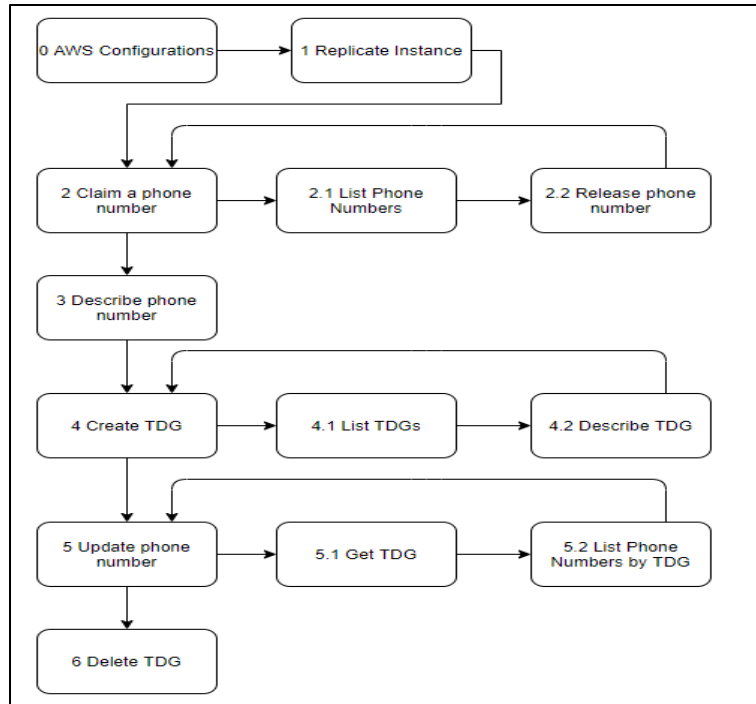 0 AWS Configurations
1 Replicate Instance
2 Claim a phone
number
2.1 List Phone
Numbers
2.2 Release phone
number
3 Describe phone
number
4 Create TDG
4.1 List TDGs
4.2 Describe TDG
5 Update phone
number
5.1 Get TDG
5.2 List Phone
Numbers by TDG
6 Delete TDG